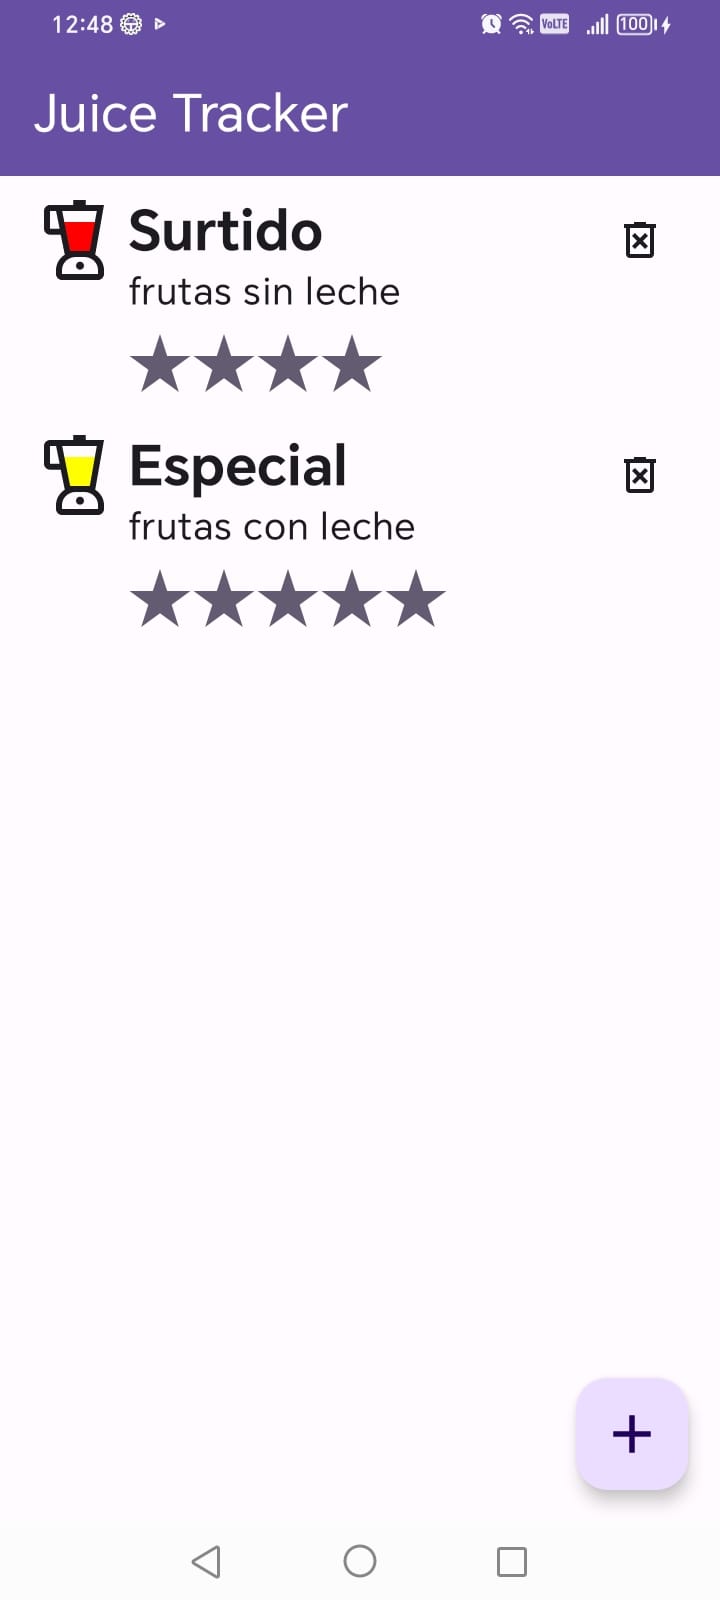 12:48 VoLTE 100
Juice Tracker
Surtido
frutas sin leche
Especial
frutas con leche